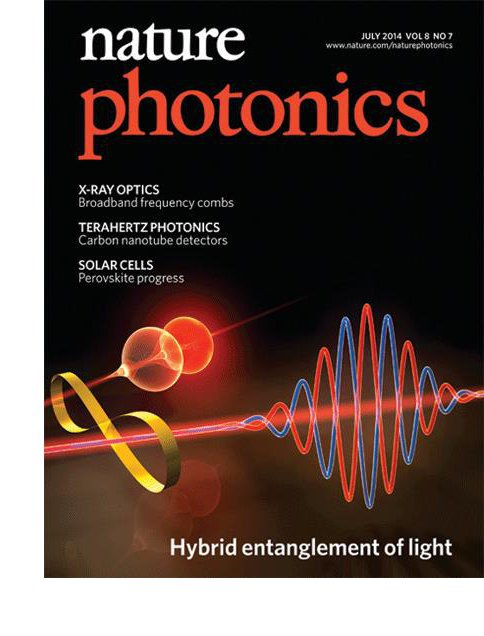 nature
JULY 2014 VOL 8 NO 7
www.nature.com/naturephotonics
photonics
X-RAY OPTICS
Broadband frequency combs
TERAHERTZ PHOTONICS
Carbon nanotube detectors
SOLAR CELLS
Perovskite progress
Hybrid entanglement of light